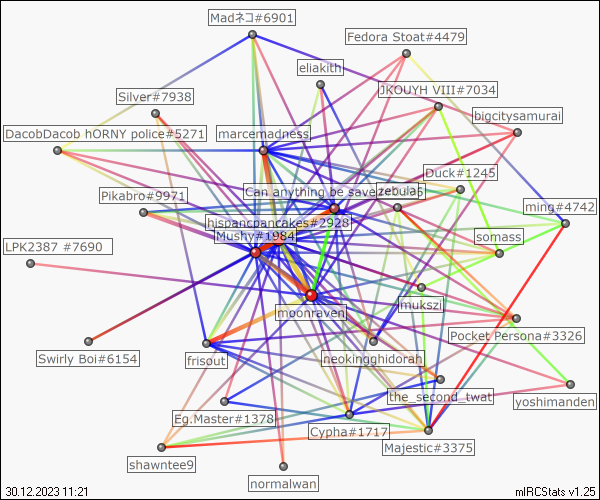 Madネコ#6901
Fedora Stoat#4479
eliakith
JKOUYH VIII#7034
Silver#7938
bigcitysamurai
DacobDacob hORNY police#5271
marcemadness
Duck#1245
Can anything be save
zebula5
Pikabro#9971
ming#4742
hispancpancakes#2928
Mushy#1984
somass
LPK2387 #7690
mukszi
moonraven
Pocket Persona#3326
Swirly Boi#6154
frisout
neokingghidorah
the_second_twat
yoshimanden
Eg.Master#1378
Cypha#1717
Majestic#3375
shawntee9
normalwan
30.12.2023 11:21
mIRCStats v1.25